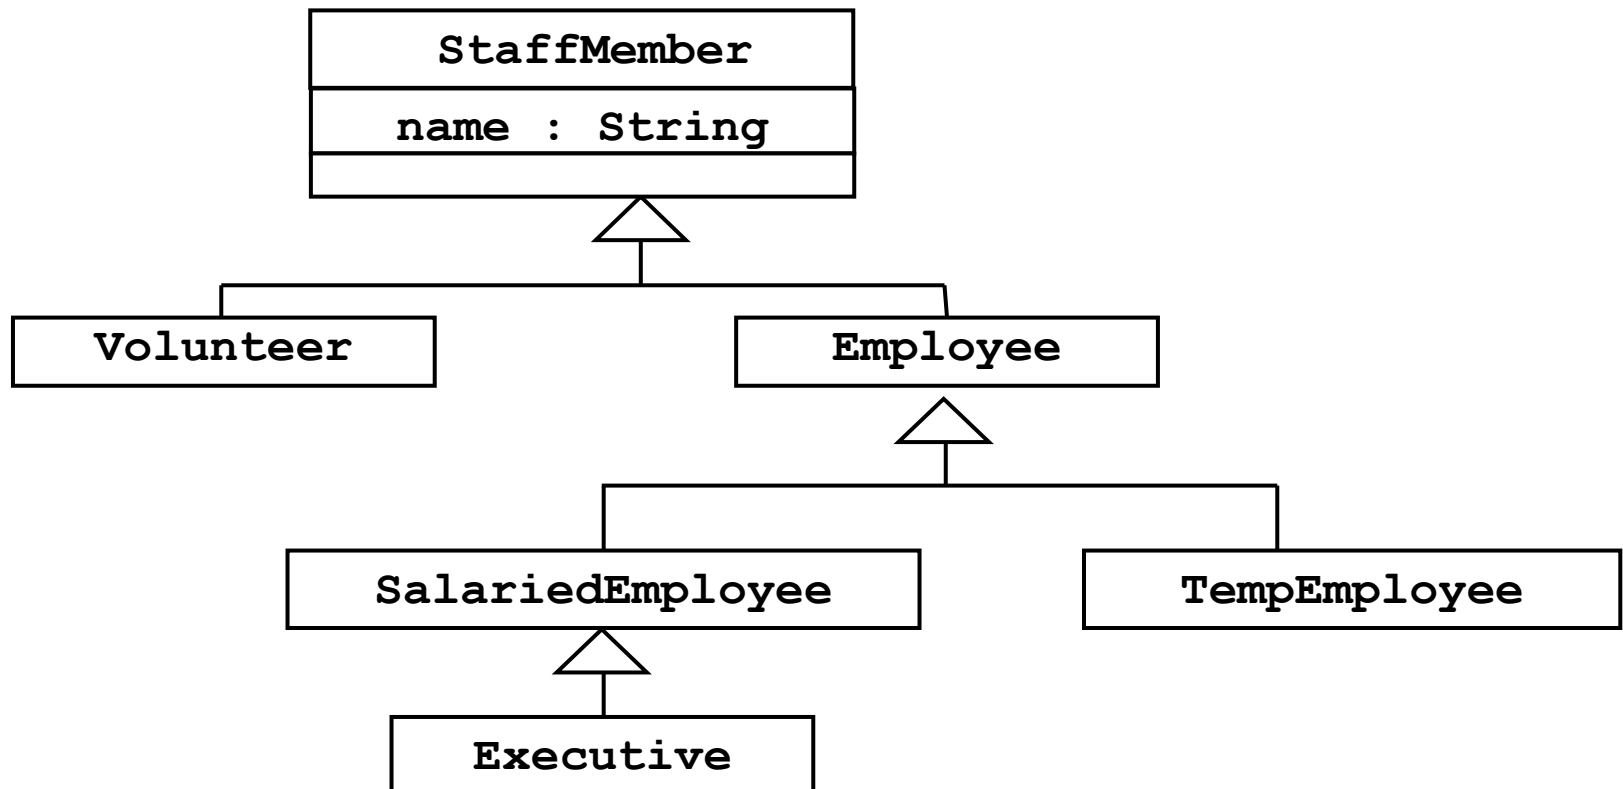 StaffMember
name : String
Volunteer
Employee
SalariedEmployee
TempEmployee
Executive